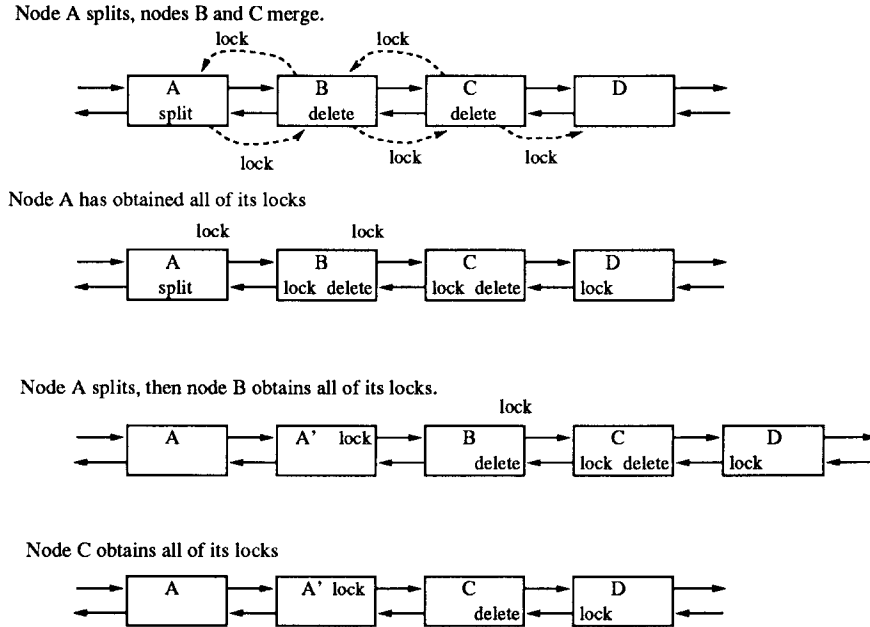 Node A splits, nodes B and C merge.
lock lock
A B C D
split delete delete
lock lock lock
Node A has obtained all of its locks
lock lock
A B C D
split lock delete lock delete lock
Node A splits, then node B obtains all of its locks.
lock
A A' lock B C D
delete lock delete lock
Node C obtains all of its locks
A A' lock C D
delete lock